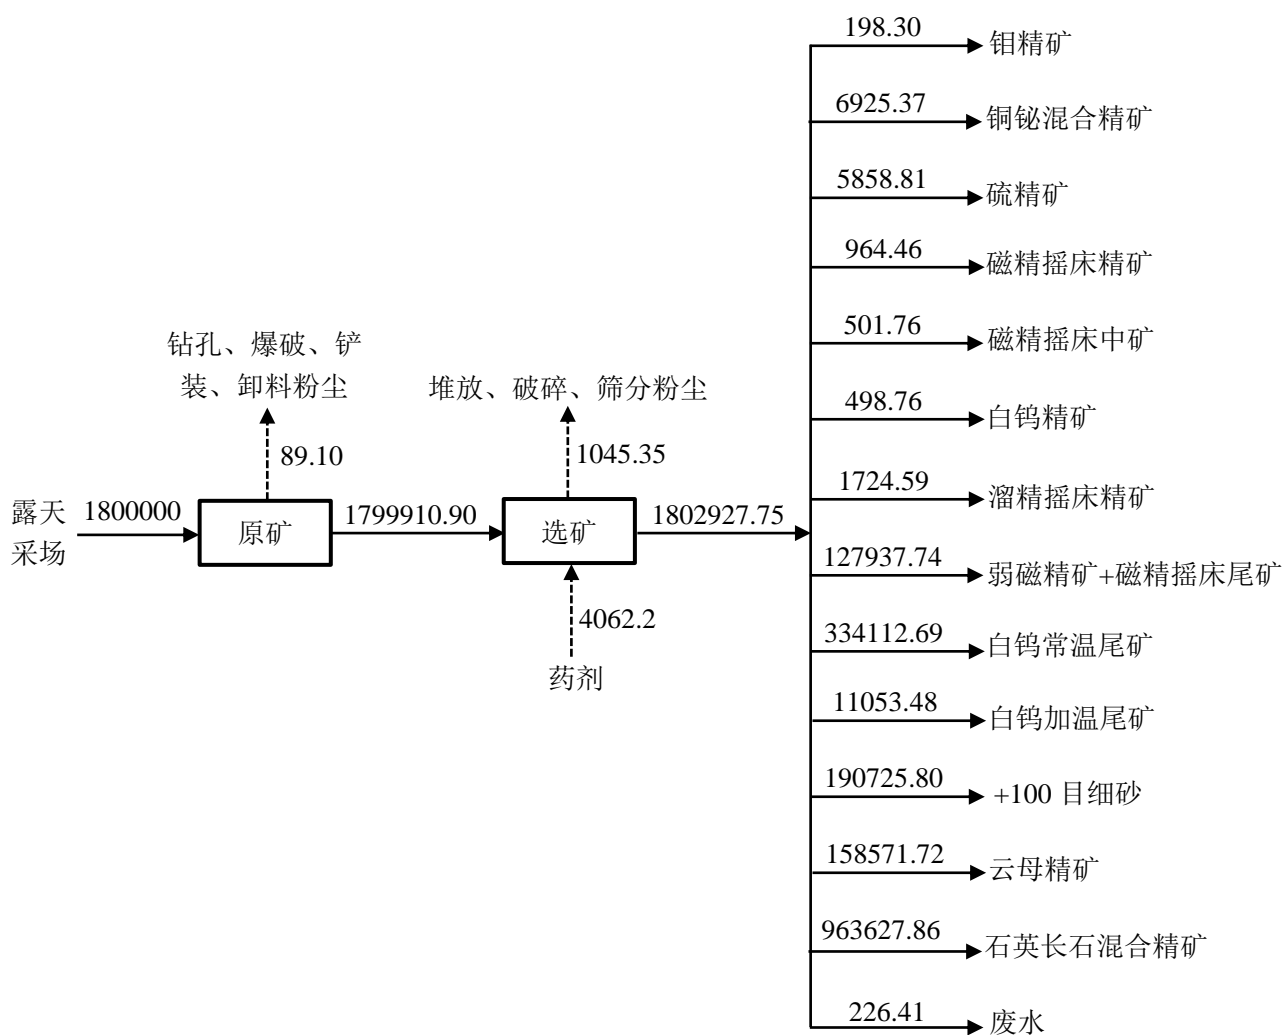 198.30
钼精矿
6925.37
铜铋混合精矿
5858.81
硫精矿
964.46
磁精摇床精矿
501.76
磁精摇床中矿
498.76
白钨精矿
1724.59
溜精摇床精矿
127937.74
弱磁精矿+磁精摇床尾矿
334112.69
白钨常温尾矿
11053.48
白钨加温尾矿
190725.80
+100 目细砂
158571.72
云母精矿
963627.86
石英长石混合精矿
226.41
废水
钻孔、爆破、铲
装、卸料粉尘
89.10
堆放、破碎、筛分粉尘
1045.35
露天
采场
1800000
原矿
1799910.90
选矿
1802927.75
4062.2
药剂